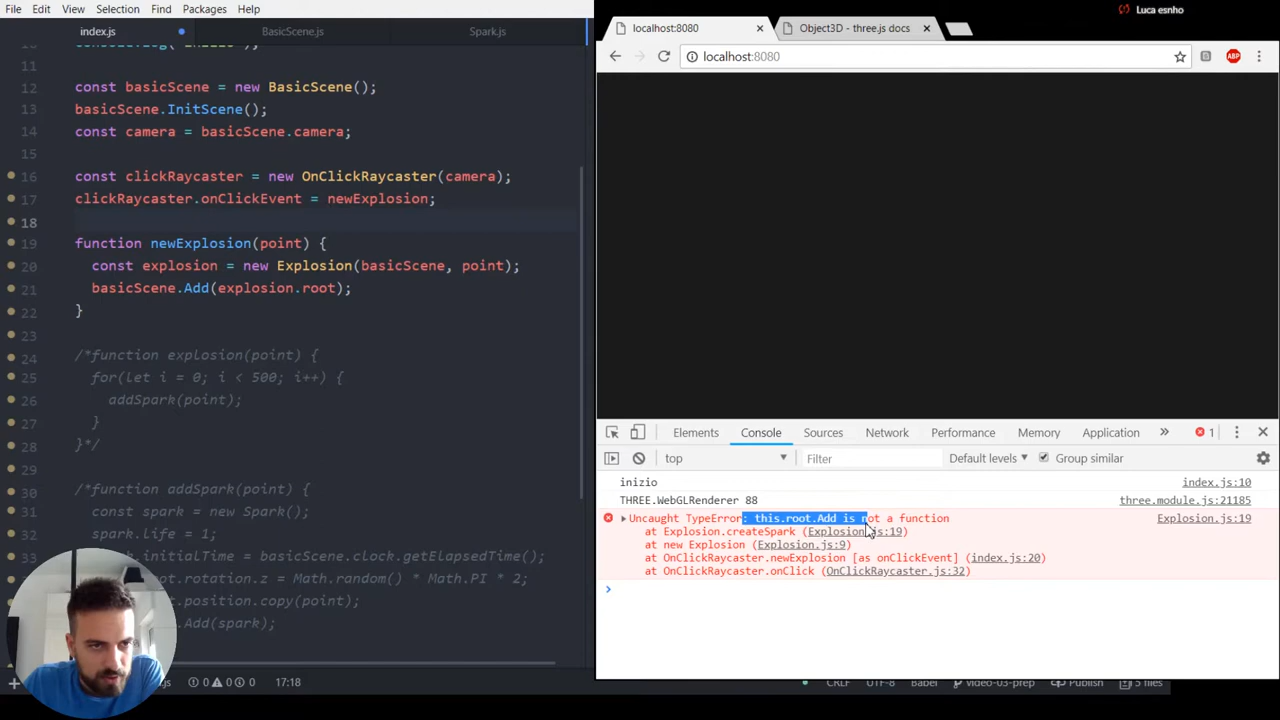 File Edit View Selection Find Packages Help
Luca esnho
index.js
BasicScene.js
Spark.js
localhost:8080
Object3D - three.js docs
localhost:8080
11
12 const basicScene = new BasicScene();
13 basicScene.InitScene();
14 const camera = basicScene.camera;
15
16 const clickRaycaster = new OnClickRaycaster(camera);
17 clickRaycaster.onClickEvent = newExplosion;
18
19 function newExplosion(point) {
20 const explosion = new Explosion(basicScene, point);
21 basicScene.Add(explosion.root);
22 }
23
24 /*function explosion(point) {
25 for(let i = 0; i < 500; i++) {
26 addSpark(point);
27 }
28 }*/
29
30 /*function addSpark(point) {
31 const spark = new Spark();
32 spark.life = 1;
.initialTime = basicScene.clock.getElapsedTime();
.rotation.z = Math.random() * Math.PI * 2;
.position.copy(point);
.Add(spark);
0 0 0 17:18
Elements Console Sources Network Performance Memory Application 1
top Filter Default levels Group similar
inizio index.js:10
THREE.WebGLRenderer 88 three.module.js:21185
Uncaught TypeError: this.root.Add is not a function Explosion.js:19
at Explosion.createSpark (Explosion.js:19)
at new Explosion (Explosion.js:9)
at OnClickRaycaster.newExplosion [as onClickEvent] (index.js:20)
at OnClickRaycaster.onClick (OnClickRaycaster.js:32)
CRLF UTF-8 Babel video-03-prep Publish 5 files